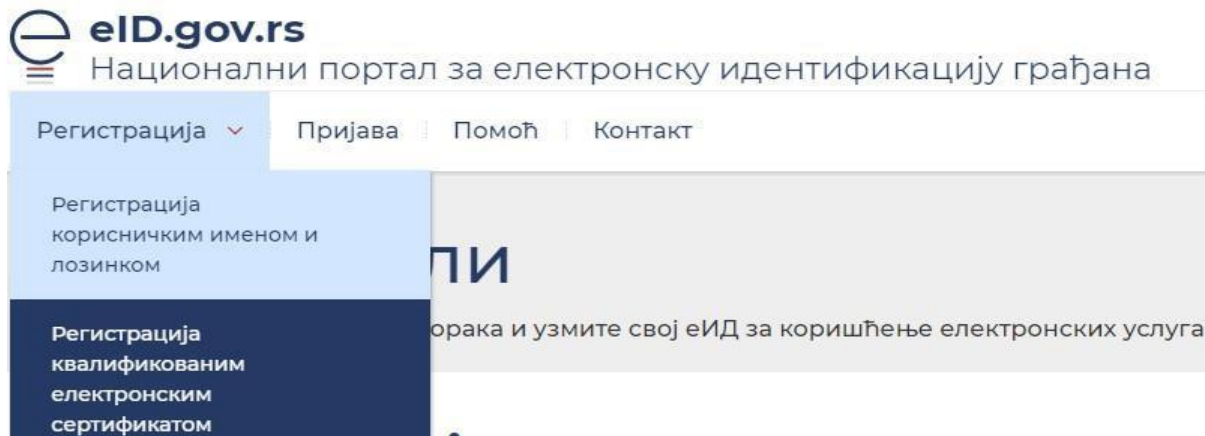 eID.gov.rs
Национални портал за електронску идентификацију грађана
Регистрација Пријава Помоћ Контакт
Регистрација
корисничким именом и
лозинком
Регистрација
квалификованим
електронским
сертификатом
ли
орака и узмите свој еИД за коришћење електронских услуга